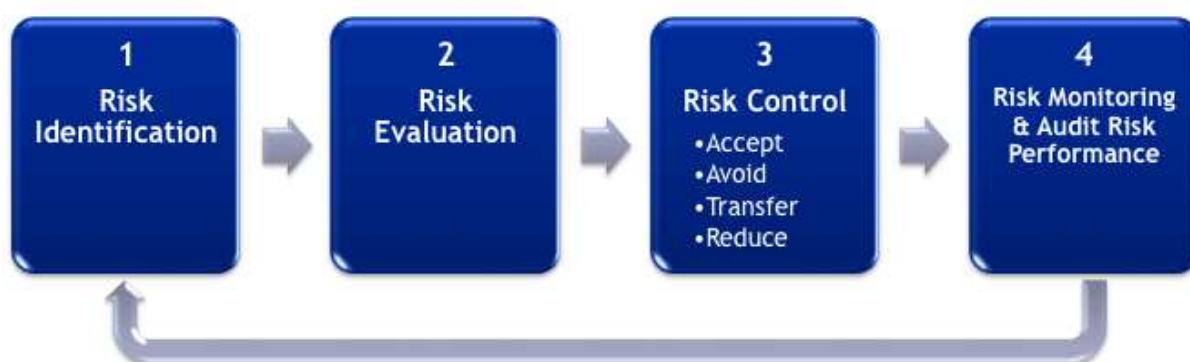 1
Risk
Identification
2
Risk
Evaluation
3
Risk Control
•Accept
•Avoid
•Transfer
•Reduce
4
Risk Monitoring
& Audit Risk
Performance